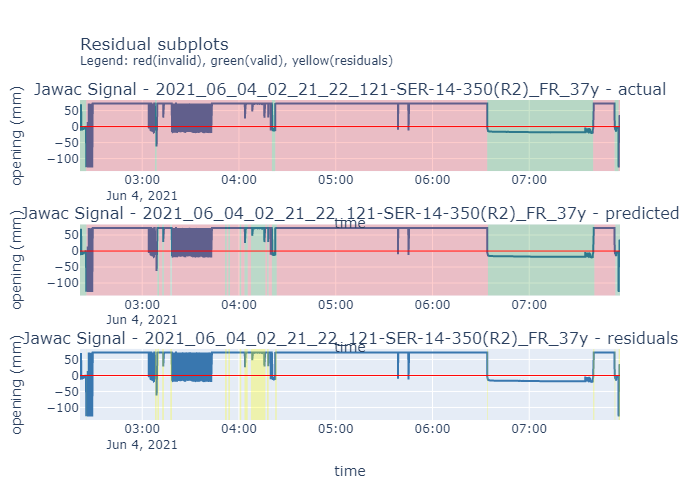 Residual subplots
Legend: red(invalid), green(valid), yellow(residuals)
Jawac Signal - 2021_06_04_02_21_22_121-SER-14-350(R2)_FR_37y - actual
opening (mm)
50
0
−50
−100
03:00 04:00 05:00 06:00 07:00
Jun 4, 2021
time
Jawac Signal - 2021_06_04_02_21_22_121-SER-14-350(R2)_FR_37y - predicted
opening (mm)
50
0
−50
−100
03:00 04:00 05:00 06:00 07:00
Jun 4, 2021
time
Jawac Signal - 2021_06_04_02_21_22_121-SER-14-350(R2)_FR_37y - residuals
opening (mm)
50
0
−50
−100
03:00 04:00 05:00 06:00 07:00
Jun 4, 2021
time